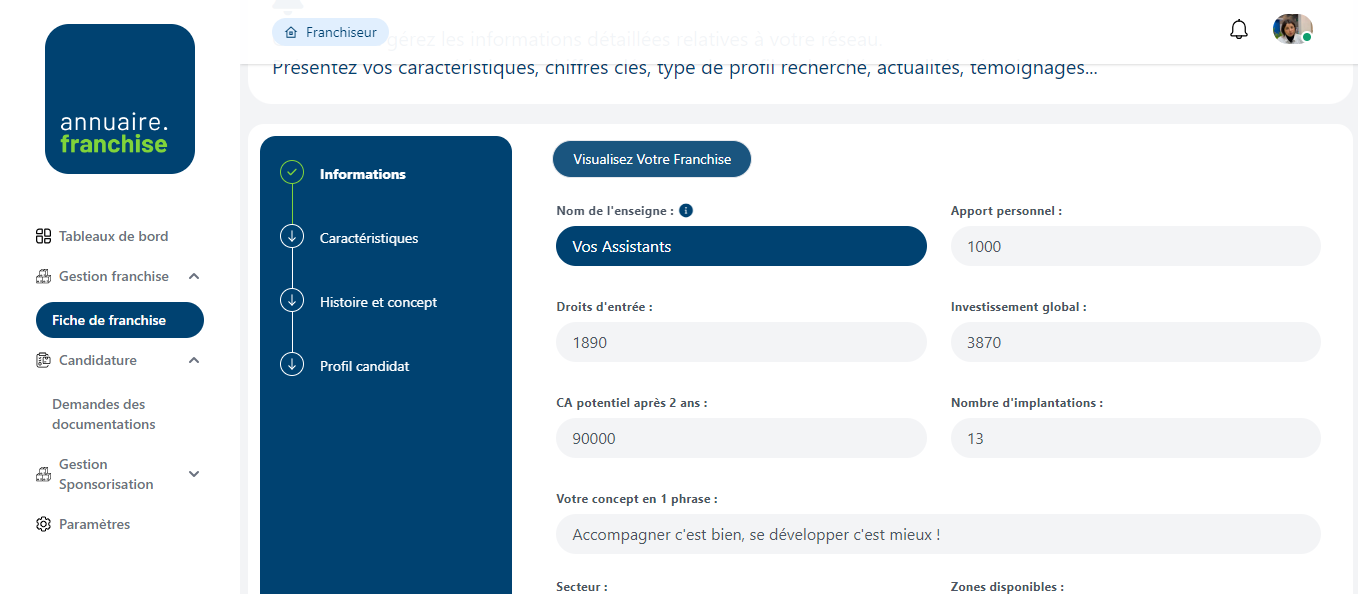 annuaire.
franchise
Tableaux de bord
Gestion franchise
Fiche de franchise
Candidature
Demandes des
documentations
Gestion
Sponsorisation
Paramètres
Franchiseur
gérez les informations détaillées relatives à votre réseau.
Présentez vos caractéristiques, chiffres clés, type de profil recherché, actualités, témoignages...
Informations
Caractéristiques
Histoire et concept
Profil candidat
Visualisez Votre Franchise
Nom de l'enseigne :
Vos Assistants
Apport personnel :
1000
Droits d'entrée :
1890
Investissement global :
3870
CA potentiel après 2 ans :
90000
Nombre d'implantations :
13
Votre concept en 1 phrase :
Accompagner c'est bien, se développer c'est mieux !
Secteur :
Zones disponibles :